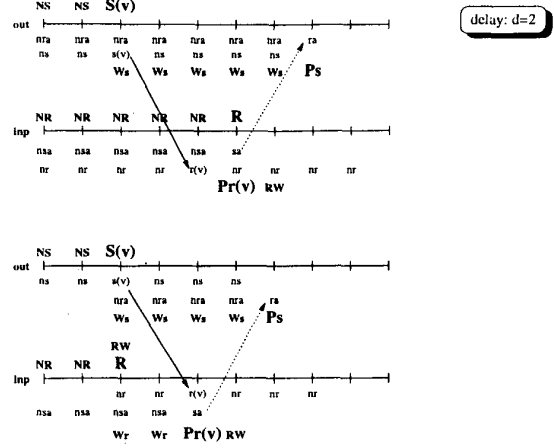 NS NS S(v)
delay: d=2
out
nra nra nra nra nra nra nra ra
ns ns s(v) ns ns ns ns
Ws Ws Ws Ws Ws Ps
NR NR NR NR NR R
inp
nsa nsa nsa nsa nsa sa
nr nr nr nr r(v) nr nr nr nr
Pr(v) RW
NS NS S(v)
out
ns ns s(v) ns ns ns
nra nra nra nra ra
Ws Ws Ws Ws Ps
RW
NR NR R
inp
nr nr r(v) nr nr nr
nsa nsa nsa nsa sa
Wr Wr Pr(v) RW